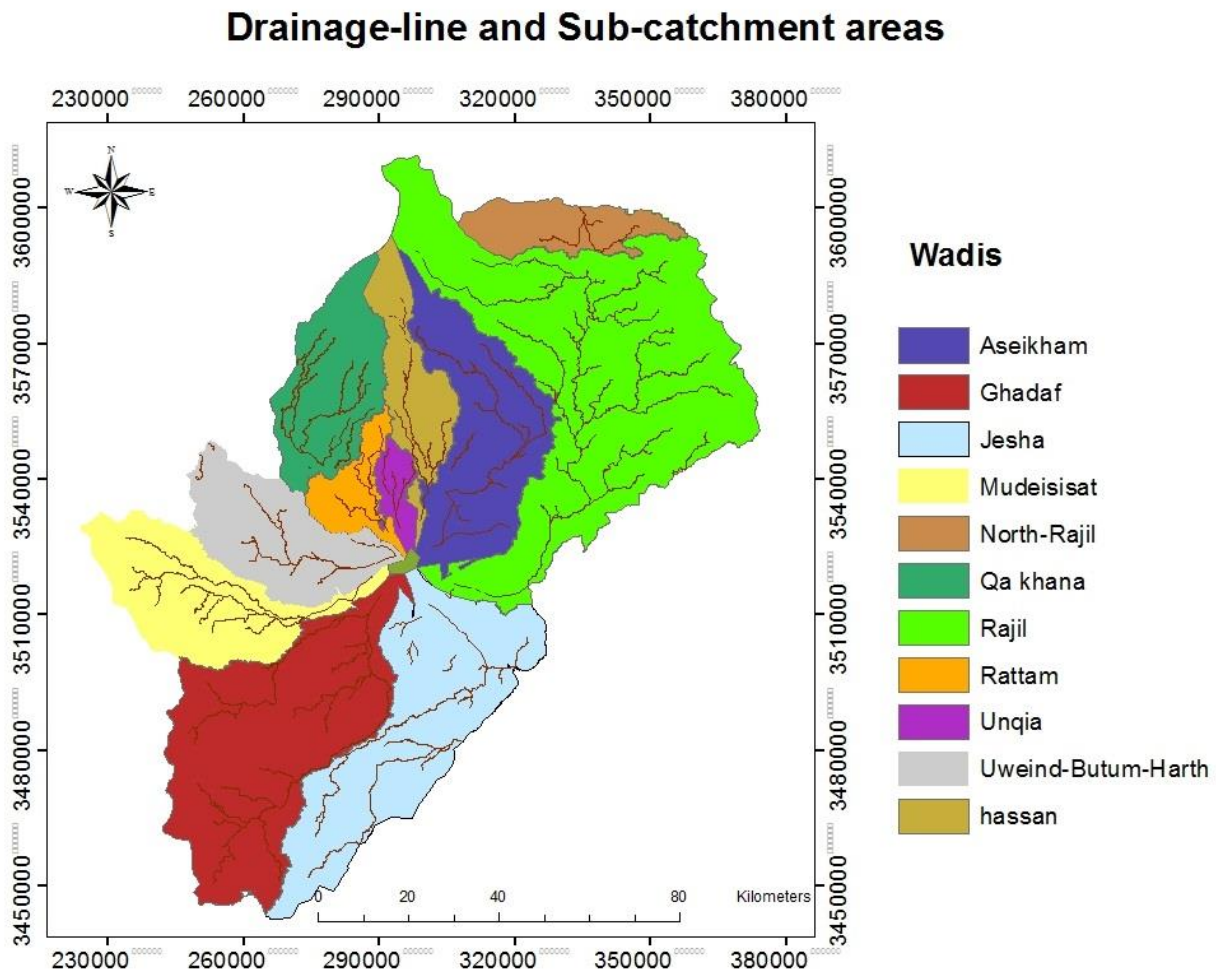 Drainage-line and Sub-catchment areas
230000 260000 290000 320000 350000 380000
N
W E
S
3600000 3600000
3570000 3570000
3540000 3540000
3510000 3510000
3480000 3480000
3450000 3450000
Wadis
Aseikham
Ghadaf
Jesha
Mudeisisat
North-Rajil
Qa khana
Rajil
Rattam
Unqia
Uweind-Butum-Harth
hassan
0 20 40 80 Kilometers
230000 260000 290000 320000 350000 380000